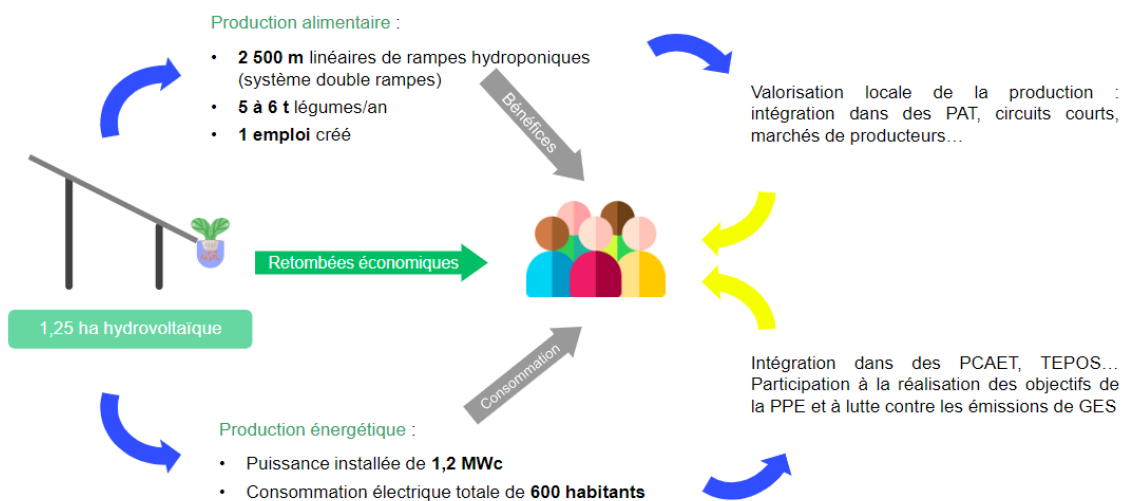 Production alimentaire :
• 2 500 m linéaires de rampes hydroponiques
(système double rampes)
• 5 à 6 t légumes/an
• 1 emploi créé
Bénéfices
Valorisation locale de la production :
intégration dans des PAT, circuits courts,
marchés de producteurs…
Retombées économiques
1,25 ha hydrovoltaïque
Consommation
Intégration dans des PCAET, TEPOS…
Participation à la réalisation des objectifs de
la PPE et à lutte contre les émissions de GES
Production énergétique :
• Puissance installée de 1,2 MWc
• Consommation électrique totale de 600 habitants